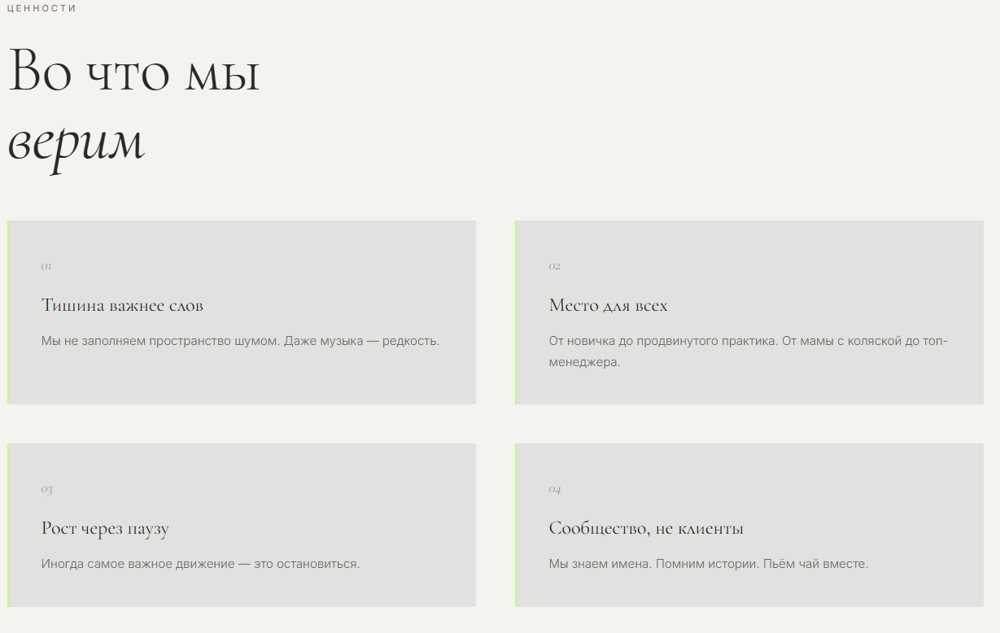 ЦЕННОСТИ
Во что мы
верим
01
Тишина важнее слов
Мы не заполняем пространство шумом. Даже музыка — редкость.
02
Место для всех
От новичка до продвинутого практика. От мамы с коляской до топ-
менеджера.
03
Рост через паузу
Иногда самое важное движение — это остановиться.
04
Сообщество, не клиенты
Мы знаем имена. Помним истории. Пьём чай вместе.